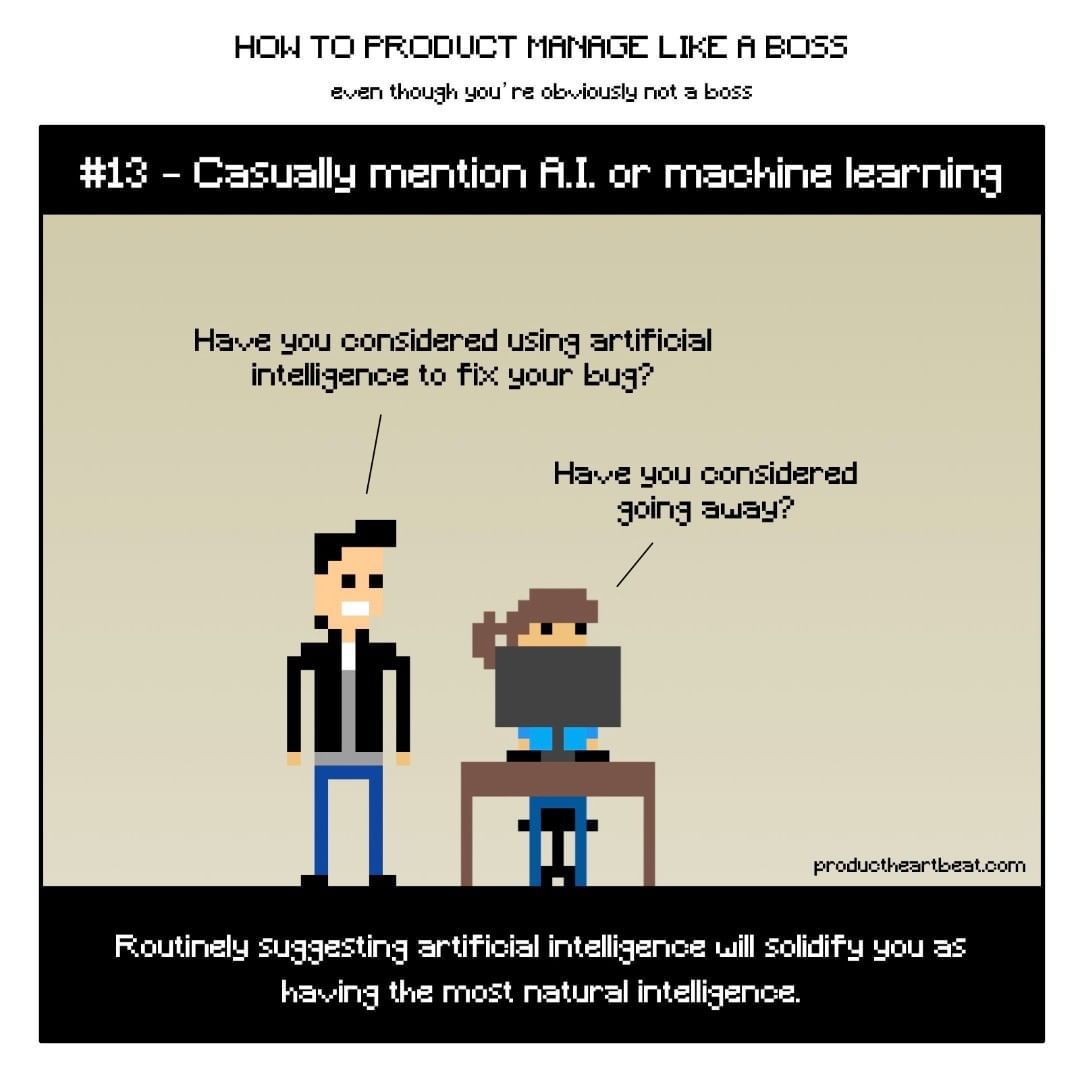 HOW TO PRODUCT MANAGE LIKE A BOSS
even though you're obviously not a boss
#13 - Casually mention A.I. or machine learning
Have you considered using artificial
intelligence to fix your bug?
Have you considered
going away?
productheartbeat.com
Routinely suggesting artificial intelligence will solidify you as
having the most natural intelligence.